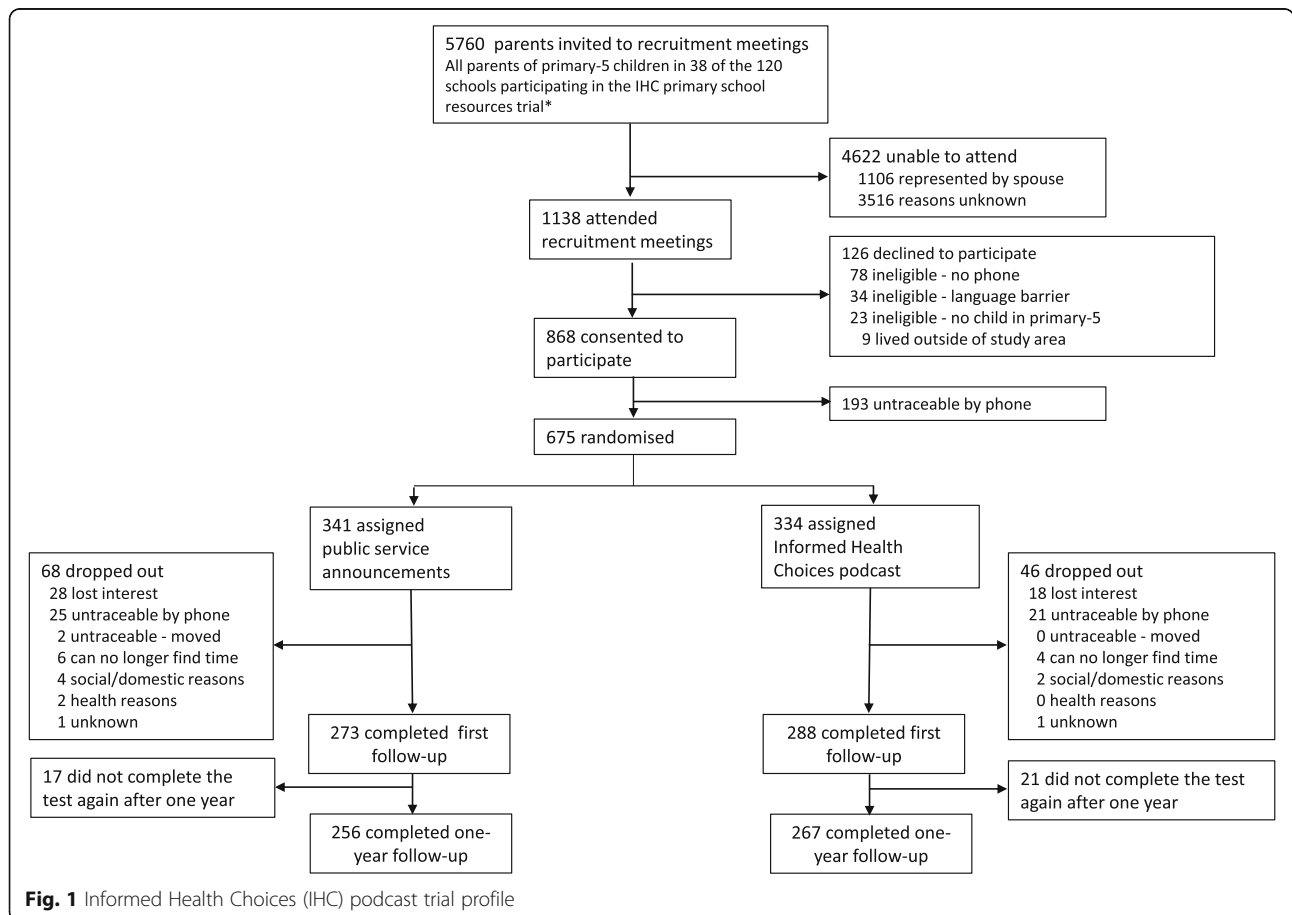 5760 parents invited to recruitment meetings
All parents of primary-5 children in 38 of the 120
schools participating in the IHC primary school
resources trial*
4622 unable to attend
1106 represented by spouse
3516 reasons unknown
1138 attended
recruitment meetings
126 declined to participate
78 ineligible - no phone
34 ineligible - language barrier
23 ineligible - no child in primary-5
9 lived outside of study area
868 consented to
participate
193 untraceable by phone
675 randomised
341 assigned
public service
announcements
334 assigned
Informed Health
Choices podcast
68 dropped out
28 lost interest
25 untraceable by phone
2 untraceable - moved
6 can no longer find time
4 social/domestic reasons
2 health reasons
1 unknown
46 dropped out
18 lost interest
21 untraceable by phone
0 untraceable - moved
4 can no longer find time
2 social/domestic reasons
0 health reasons
1 unknown
273 completed first
follow-up
288 completed first
follow-up
17 did not complete the
test again after one year
21 did not complete the test
again after one year
256 completed one-
year follow-up
267 completed one-
year follow-up
Fig. 1 Informed Health Choices (IHC) podcast trial profile